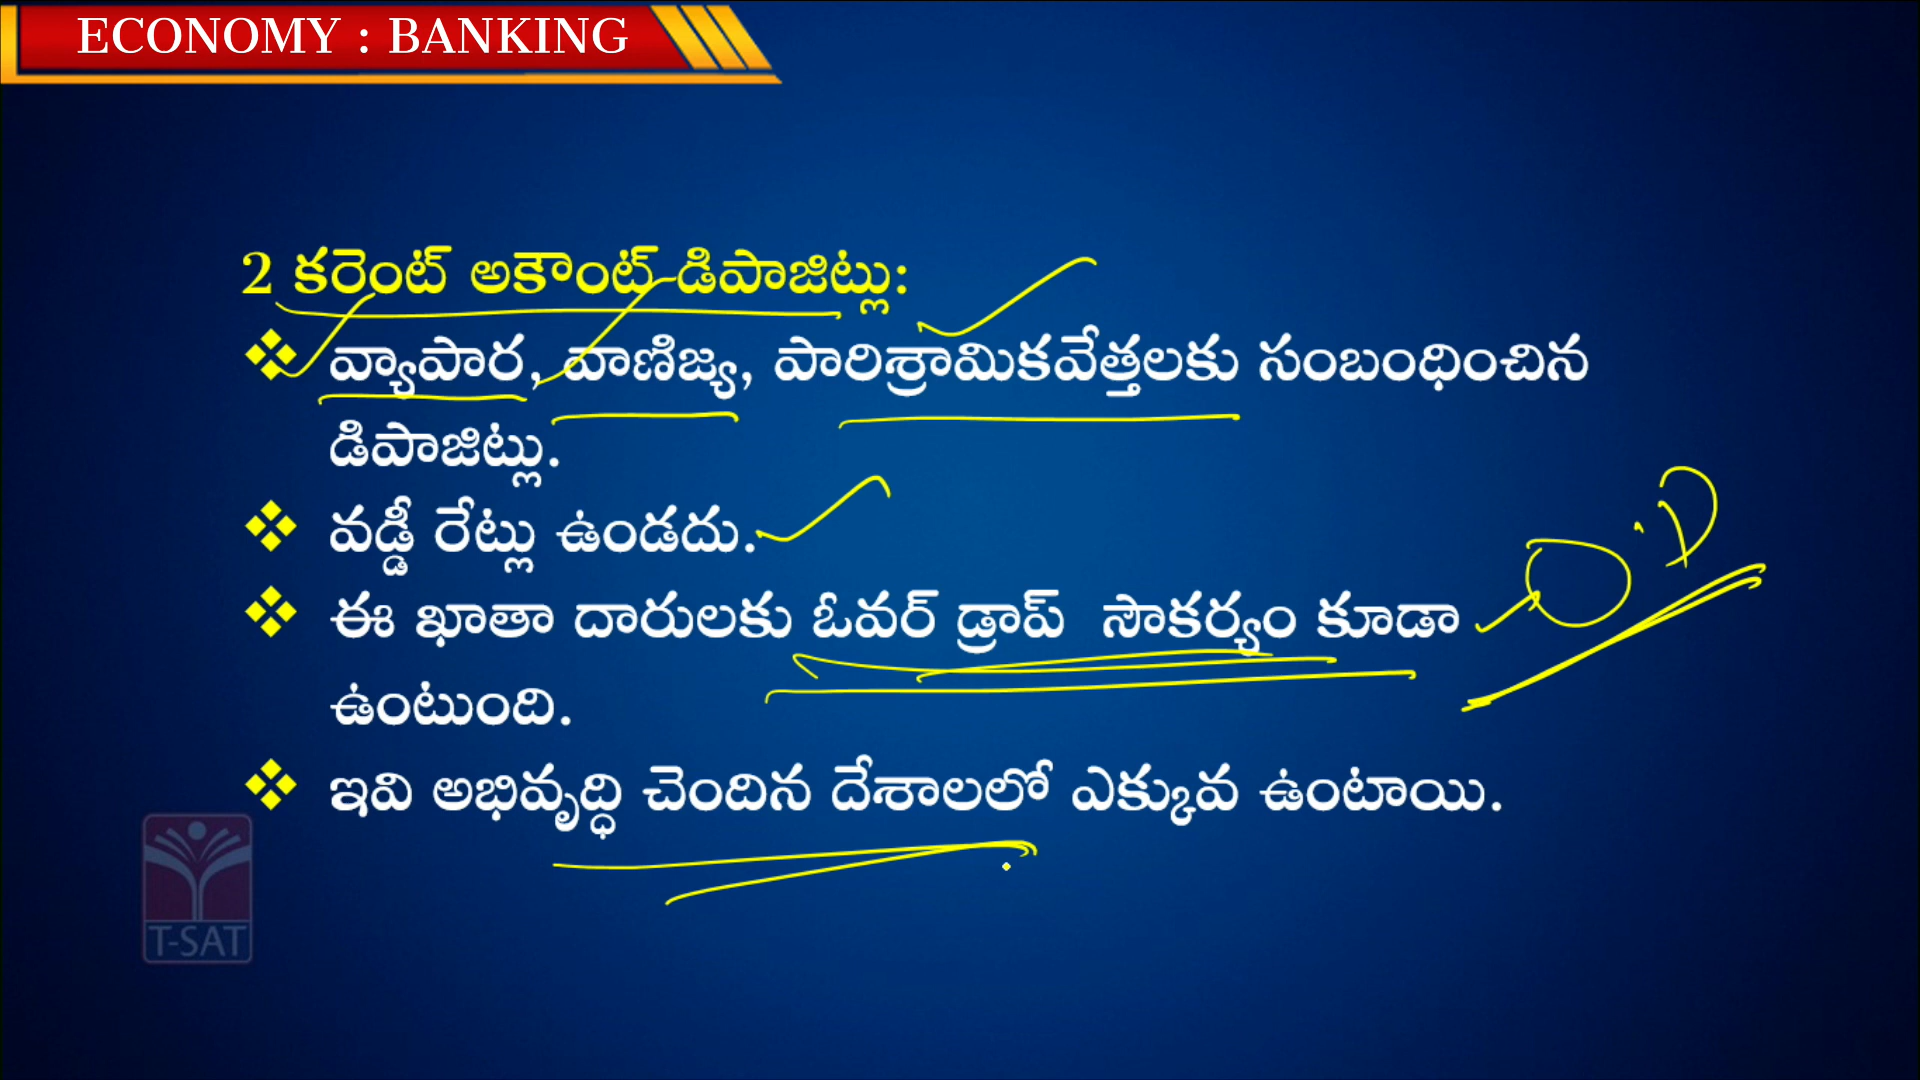 ECONOMY : BANKING
2 కరెంట్ అకౌంట్ డిపాజిట్లు:
❖ వ్యాపార, వాణిజ్య, పారిశ్రామికవేత్తలకు సంబంధించిన
డిపాజిట్లు.
❖ వడ్డీ రేట్లు ఉండదు.
O.D
❖ ఈ ఖాతా దారులకు ఓవర్ డ్రాప్ సౌకర్యం కూడా
ఉంటుంది.
❖ ఇవి అభివృద్ధి చెందిన దేశాలలో ఎక్కువ ఉంటాయి.
T-SAT